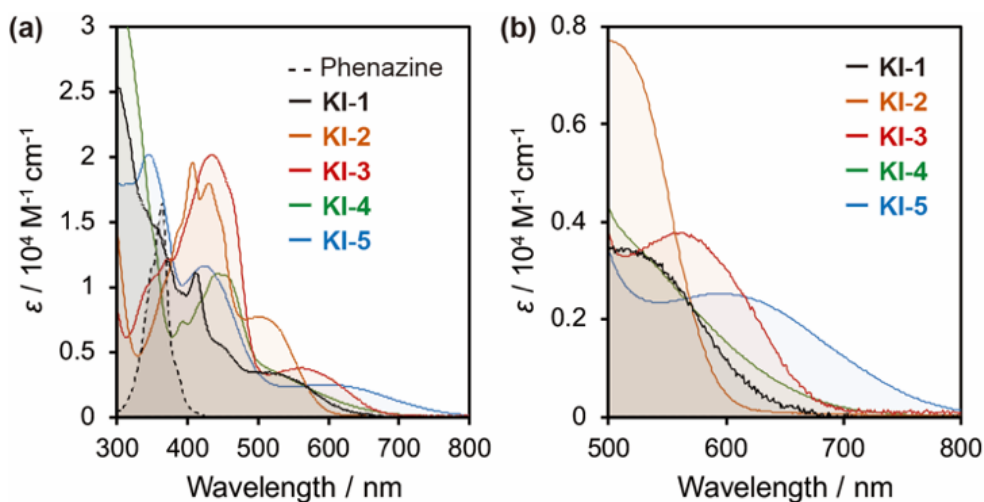 (a)
3
2.5
2
1.5
1
0.5
0
ε / 10⁴ M⁻¹ cm⁻¹
300 400 500 600 700 800
Wavelength / nm
Phenazine
KI-1
KI-2
KI-3
KI-4
KI-5
(b)
0.8
0.6
0.4
0.2
0
ε / 10⁴ M⁻¹ cm⁻¹
500 600 700 800
Wavelength / nm
KI-1
KI-2
KI-3
KI-4
KI-5